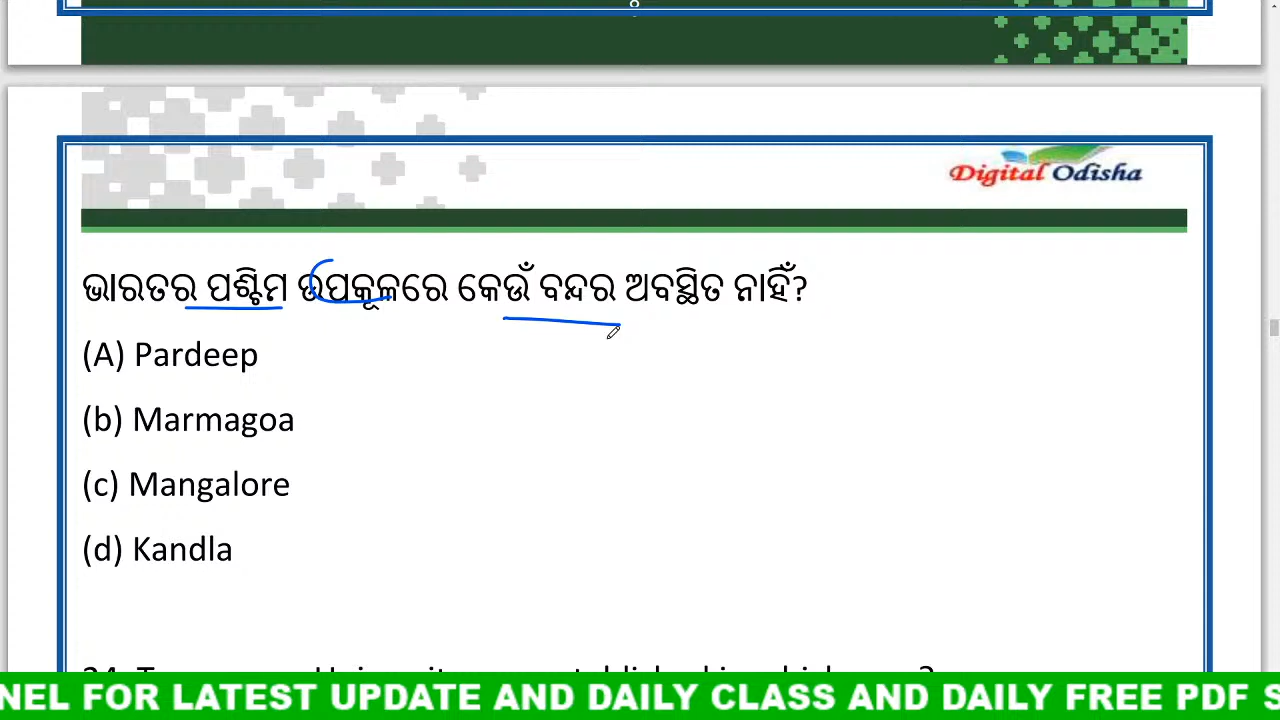 Digital Odisha
ଭାରତର ପଶ୍ଚିମ ଉପକୂଳରେ କେଉଁ ବନ୍ଦର ଅବସ୍ଥିତ ନାହିଁ?
(A) Pardeep
(b) Marmagoa
(c) Mangalore
(d) Kandla
NEL FOR LATEST UPDATE AND DAILY CLASS AND DAILY FREE PDF S